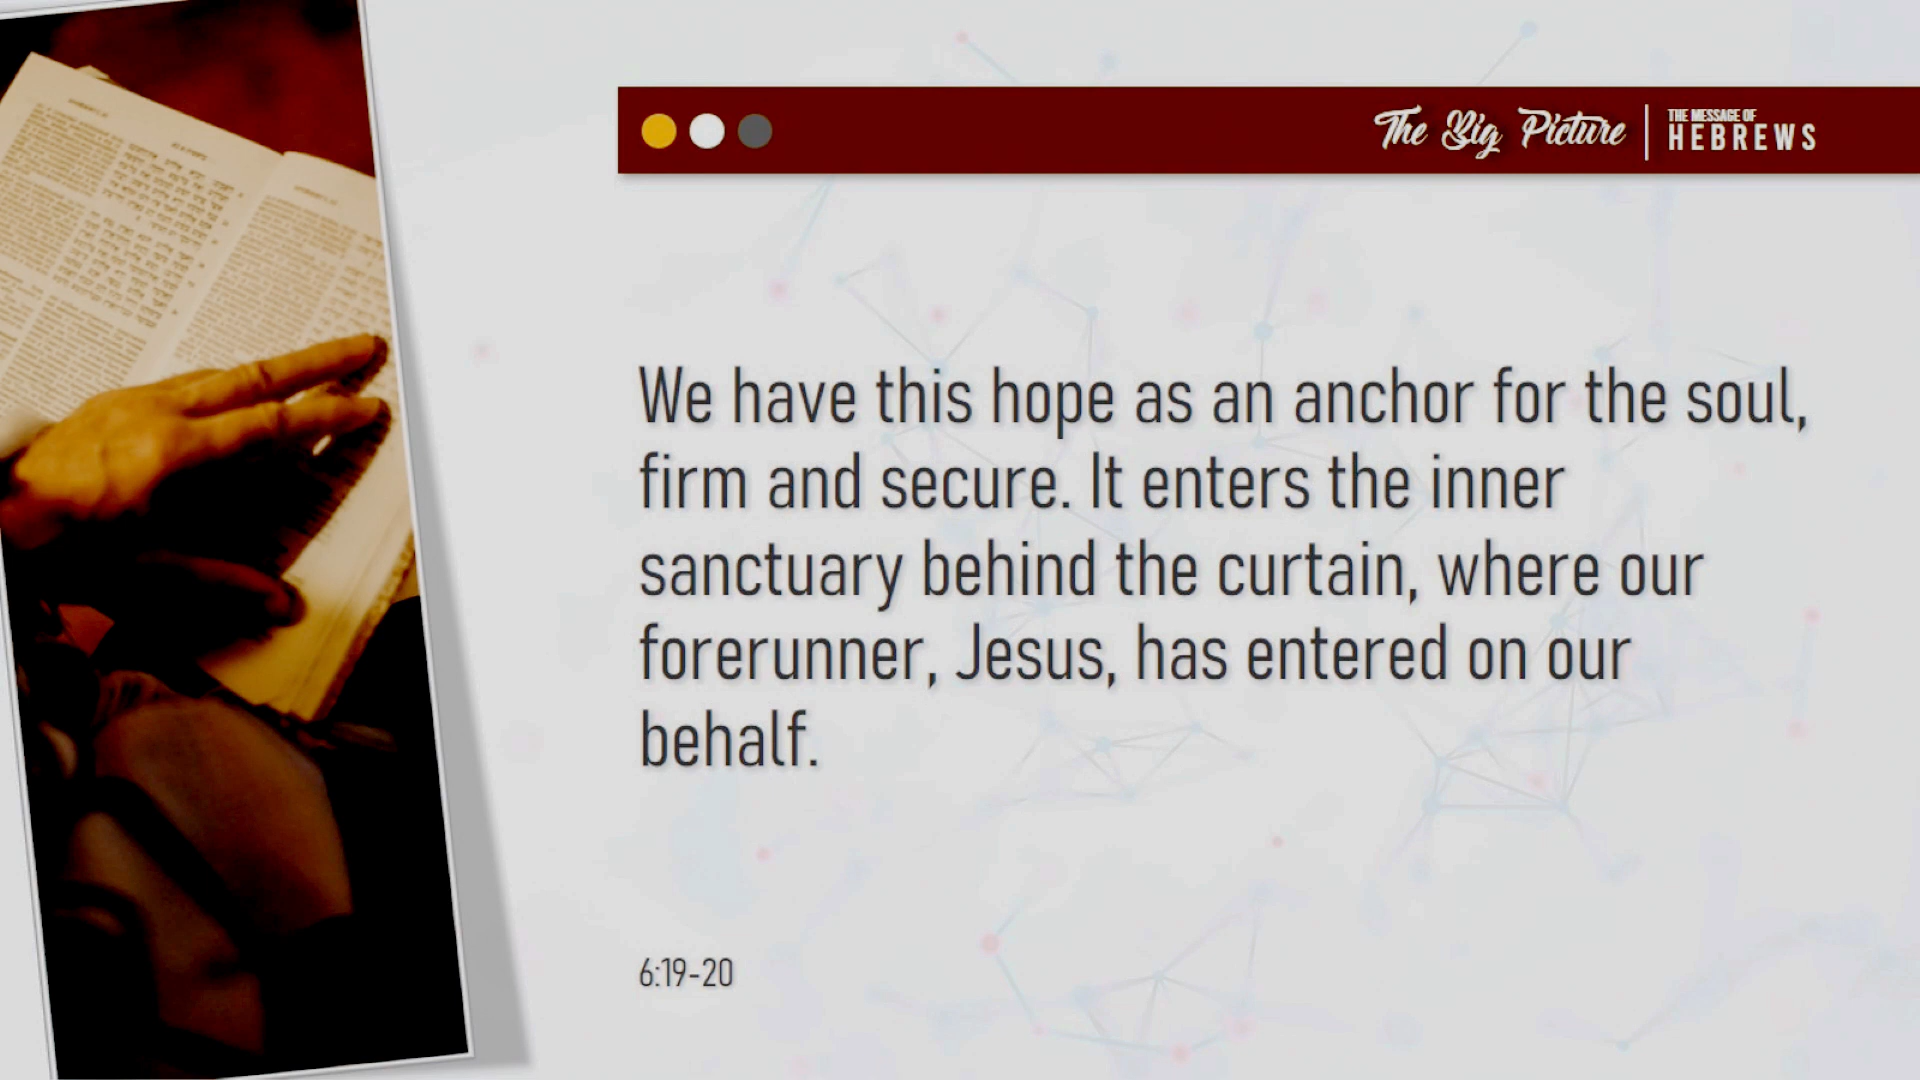 The Big Picture
THE MESSAGE OF
HEBREWS
We have this hope as an anchor for the soul,
firm and secure. It enters the inner
sanctuary behind the curtain, where our
forerunner, Jesus, has entered on our
behalf.
6:19-20